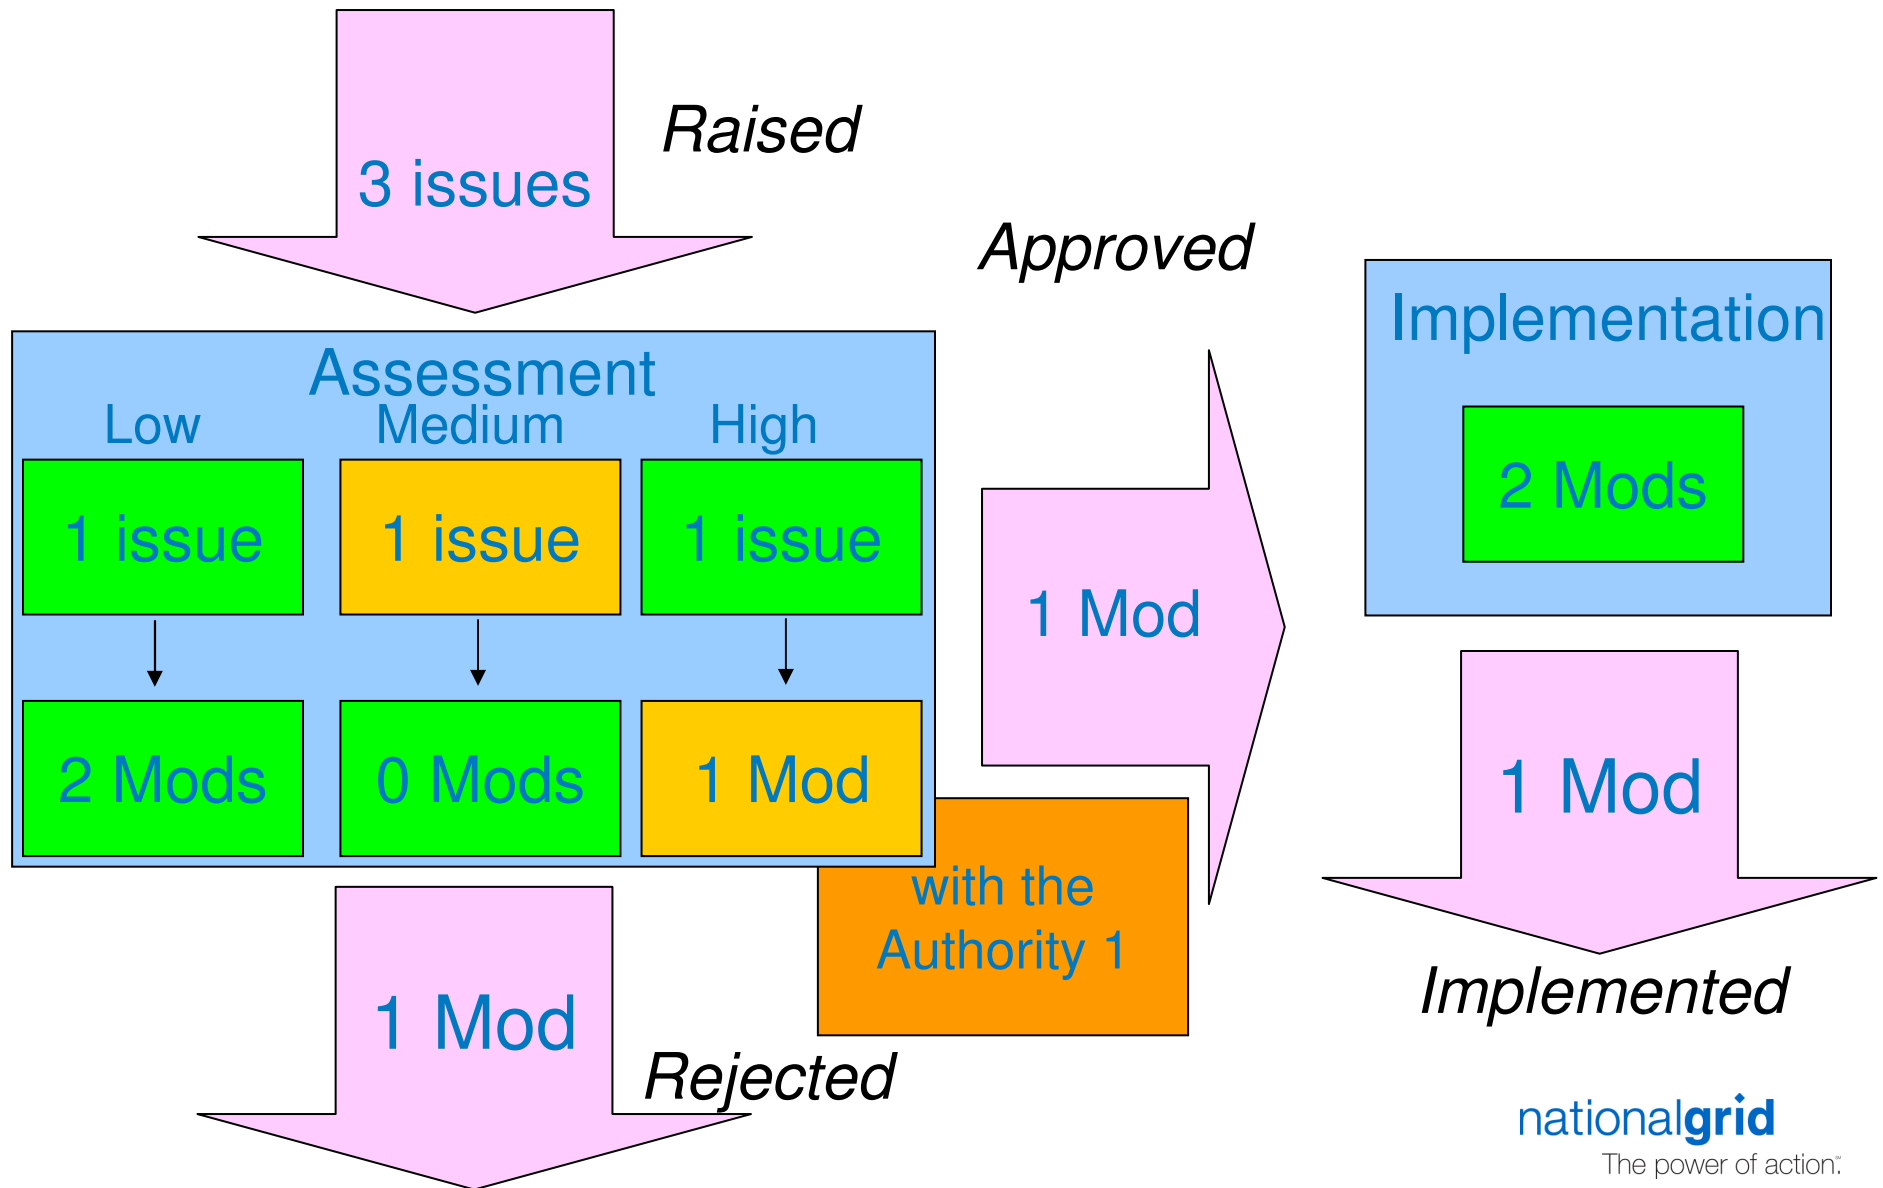 Raised
3 issues
Approved
Implementation
2 Mods
Assessment
Low Medium High
1 issue 1 issue 1 issue
2 Mods 0 Mods 1 Mod
1 Mod
with the
Authority 1
1 Mod
Implemented
1 Mod
Rejected
nationalgrid
The power of action.℠